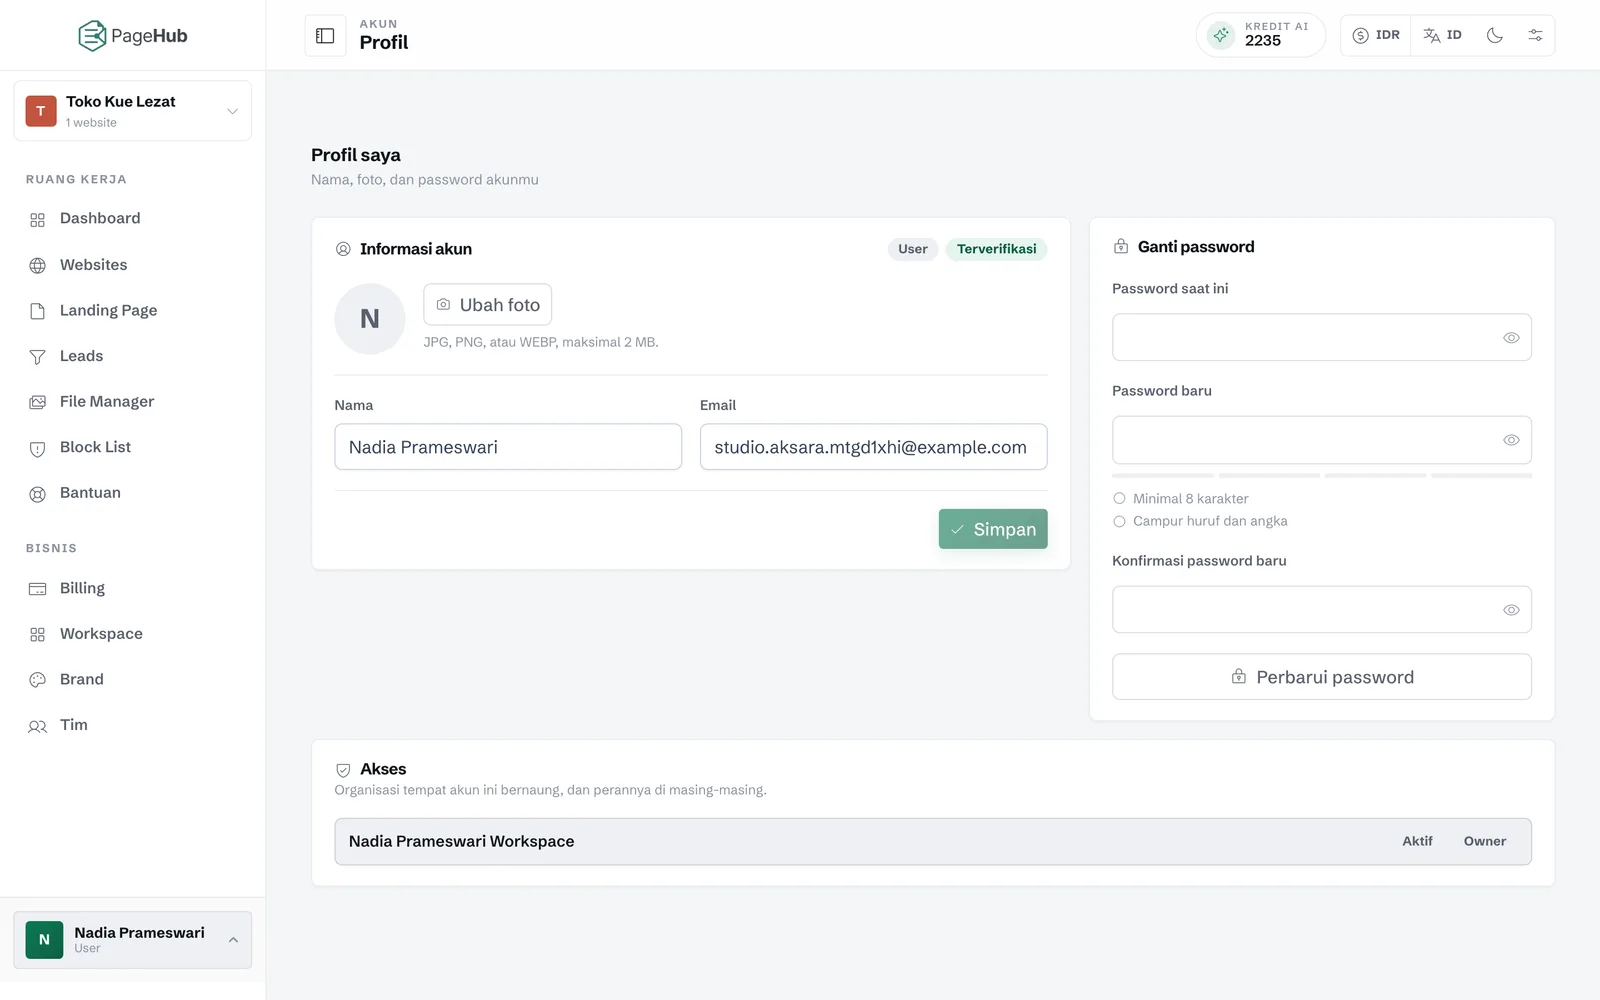 PageHub
AKUN
Profil
KREDIT AI
2235
IDR
ID
T
Toko Kue Lezat
1 website
RUANG KERJA
Dashboard
Websites
Landing Page
Leads
File Manager
Block List
Bantuan
BISNIS
Billing
Workspace
Brand
Tim
N
Nadia Prameswari
User
Profil saya
Nama, foto, dan password akunmu
Informasi akun
User
Terverifikasi
N
Ubah foto
JPG, PNG, atau WEBP, maksimal 2 MB.
Nama
Email
Nadia Prameswari
studio.aksara.mtgd1xhi@example.com
Simpan
Ganti password
Password saat ini
Password baru
Minimal 8 karakter
Campur huruf dan angka
Konfirmasi password baru
Perbarui password
Akses
Organisasi tempat akun ini bernaung, dan perannya di masing-masing.
Nadia Prameswari Workspace
Aktif
Owner